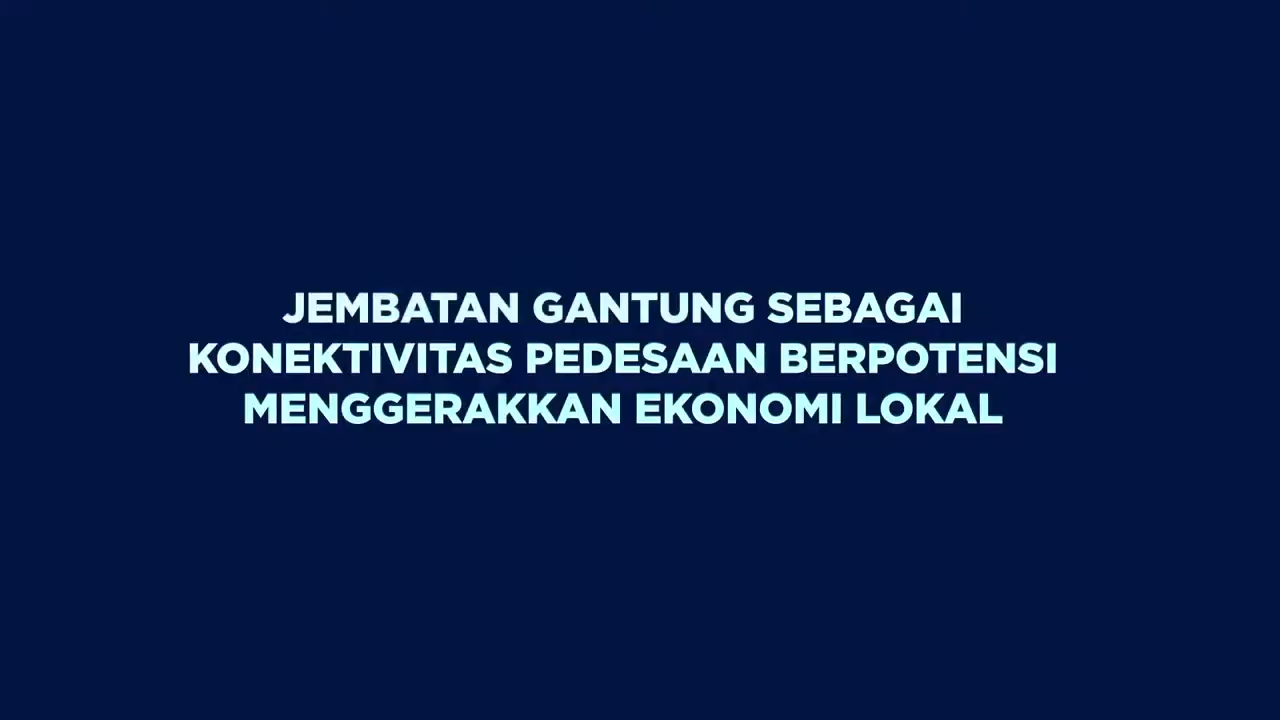 JEMBATAN GANTUNG SEBAGAI
KONEKTIVITAS PEDESAAN BERPOTENSI
MENGGERAKKAN EKONOMI LOKAL